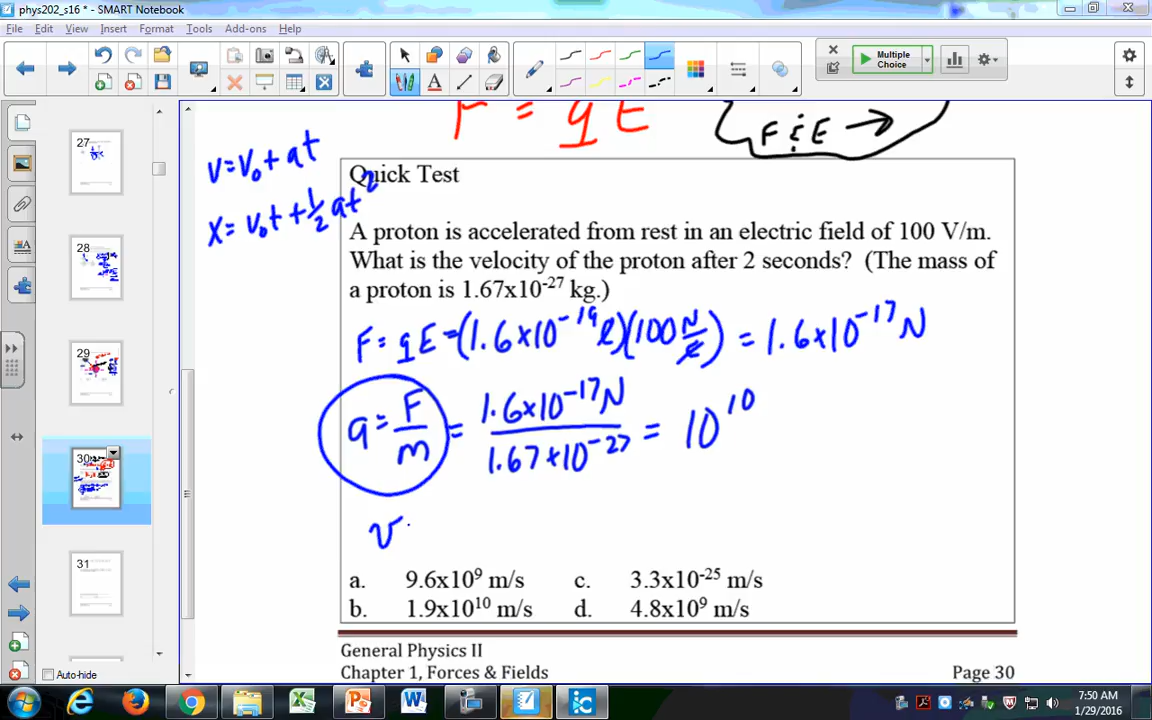 phys202_s16 * - SMART Notebook
File Edit View Insert Format Tools Add-ons Help
Multiple Choice
F = qE
F & E →
v=v₀+at
x=v₀t+½at²
Quick Test
A proton is accelerated from rest in an electric field of 100 V/m.
What is the velocity of the proton after 2 seconds? (The mass of
a proton is 1.67x10⁻²⁷ kg.)
F=qE=(1.6×10⁻¹⁹C)(100 N/C) = 1.6×10⁻¹⁷N
a = F/m = 1.6×10⁻¹⁷N / 1.67×10⁻²⁷ = 10¹⁰
v
a. 9.6x10⁹ m/s c. 3.3x10⁻²⁵ m/s
b. 1.9x10¹⁰ m/s d. 4.8x10⁹ m/s
General Physics II
Chapter 1, Forces & Fields Page 30
27
28
29
30
31
Auto-hide
7:50 AM
1/29/2016